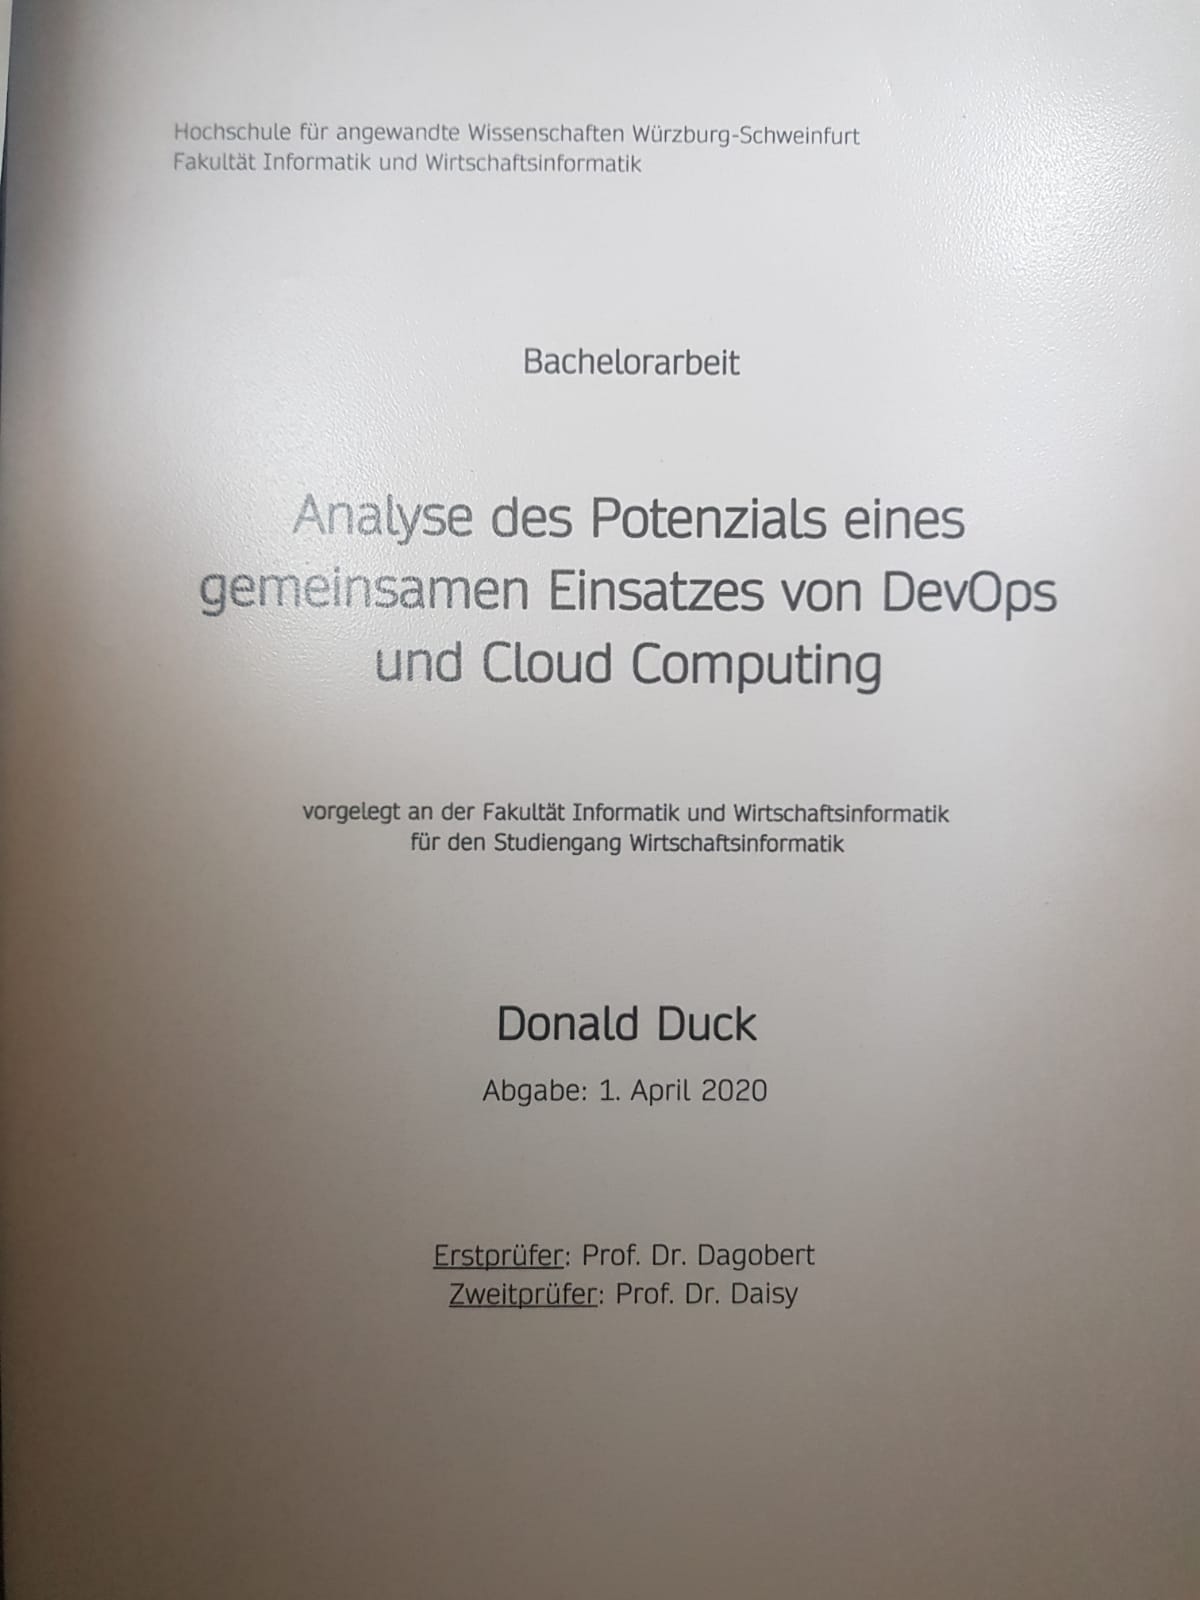 Hochschule für angewandte Wissenschaften Würzburg-Schweinfurt
Fakultät Informatik und Wirtschaftsinformatik
Bachelorarbeit
Analyse des Potenzials eines
gemeinsamen Einsatzes von DevOps
und Cloud Computing
vorgelegt an der Fakultät Informatik und Wirtschaftsinformatik
für den Studiengang Wirtschaftsinformatik
Donald Duck
Abgabe: 1. April 2020
Erstprüfer: Prof. Dr. Dagobert
Zweitprüfer: Prof. Dr. Daisy